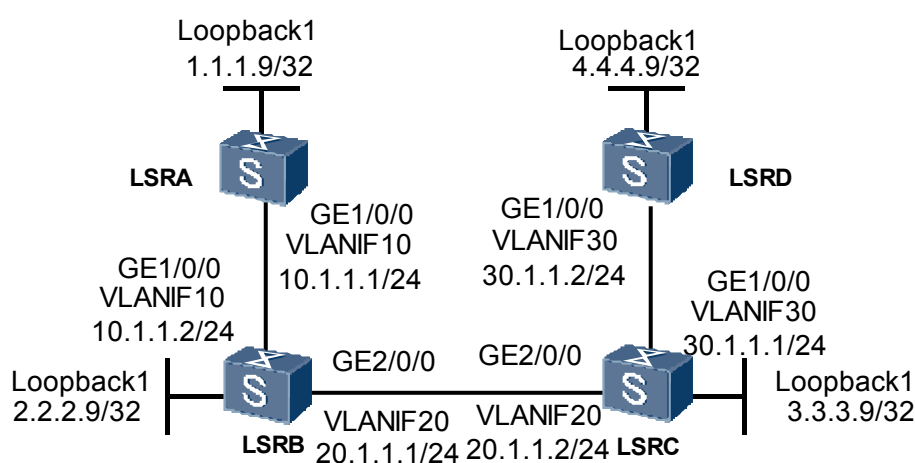 Loopback1
1.1.1.9/32
Loopback1
4.4.4.9/32
S
LSRA
S
LSRD
GE1/0/0
VLANIF10
10.1.1.1/24
GE1/0/0
VLANIF30
30.1.1.2/24
GE1/0/0
VLANIF10
10.1.1.2/24
GE1/0/0
VLANIF30
30.1.1.1/24
Loopback1
2.2.2.9/32
S
LSRB
GE2/0/0
VLANIF20
20.1.1.1/24
GE2/0/0
VLANIF20
20.1.1.2/24
S
LSRC
Loopback1
3.3.3.9/32